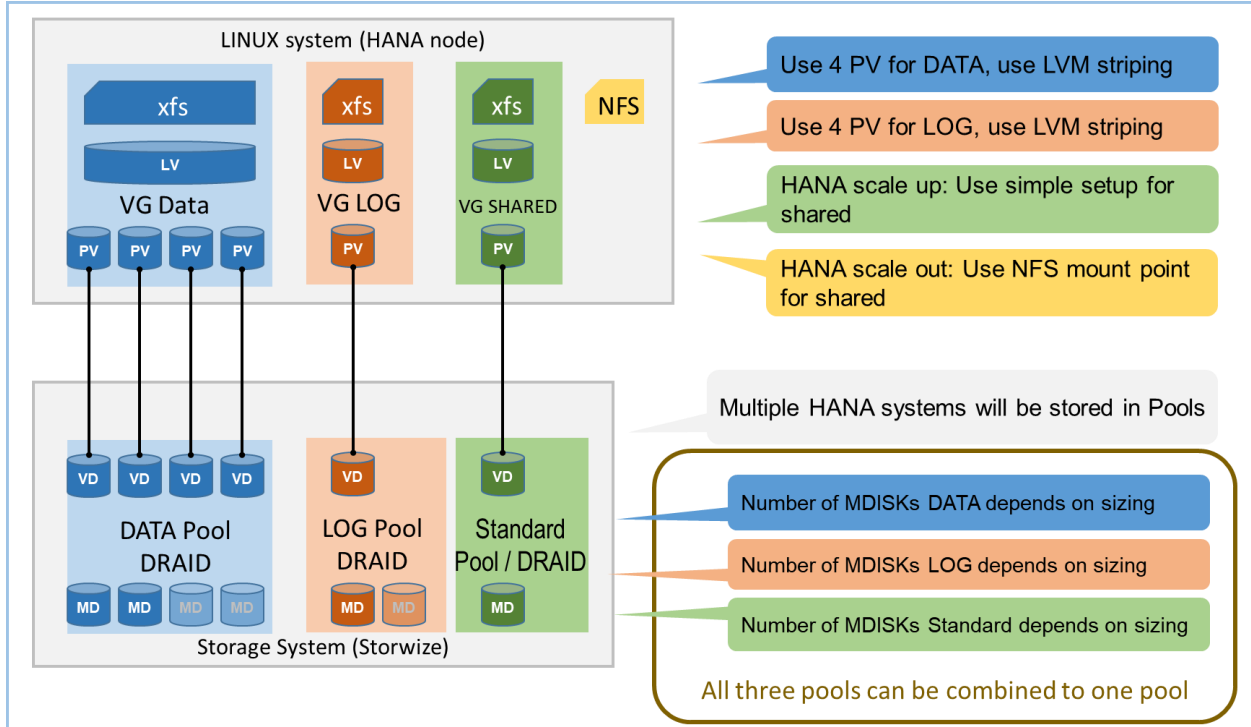 LINUX system (HANA node)
xfs
xfs
xfs
NFS
LV
LV
LV
VG Data
VG LOG
VG SHARED
PV
PV
PV
PV
PV
PV
Use 4 PV for DATA, use LVM striping
Use 4 PV for LOG, use LVM striping
HANA scale up: Use simple setup for
shared
HANA scale out: Use NFS mount point
for shared
Multiple HANA systems will be stored in Pools
VD
VD
VD
VD
VD
VD
DATA Pool
DRAID
LOG Pool
DRAID
Standard
Pool / DRAID
MD
MD
MD
MD
MD
MD
MD
Storage System (Storwize)
Number of MDISKs DATA depends on sizing
Number of MDISKs LOG depends on sizing
Number of MDISKs Standard depends on sizing
All three pools can be combined to one pool